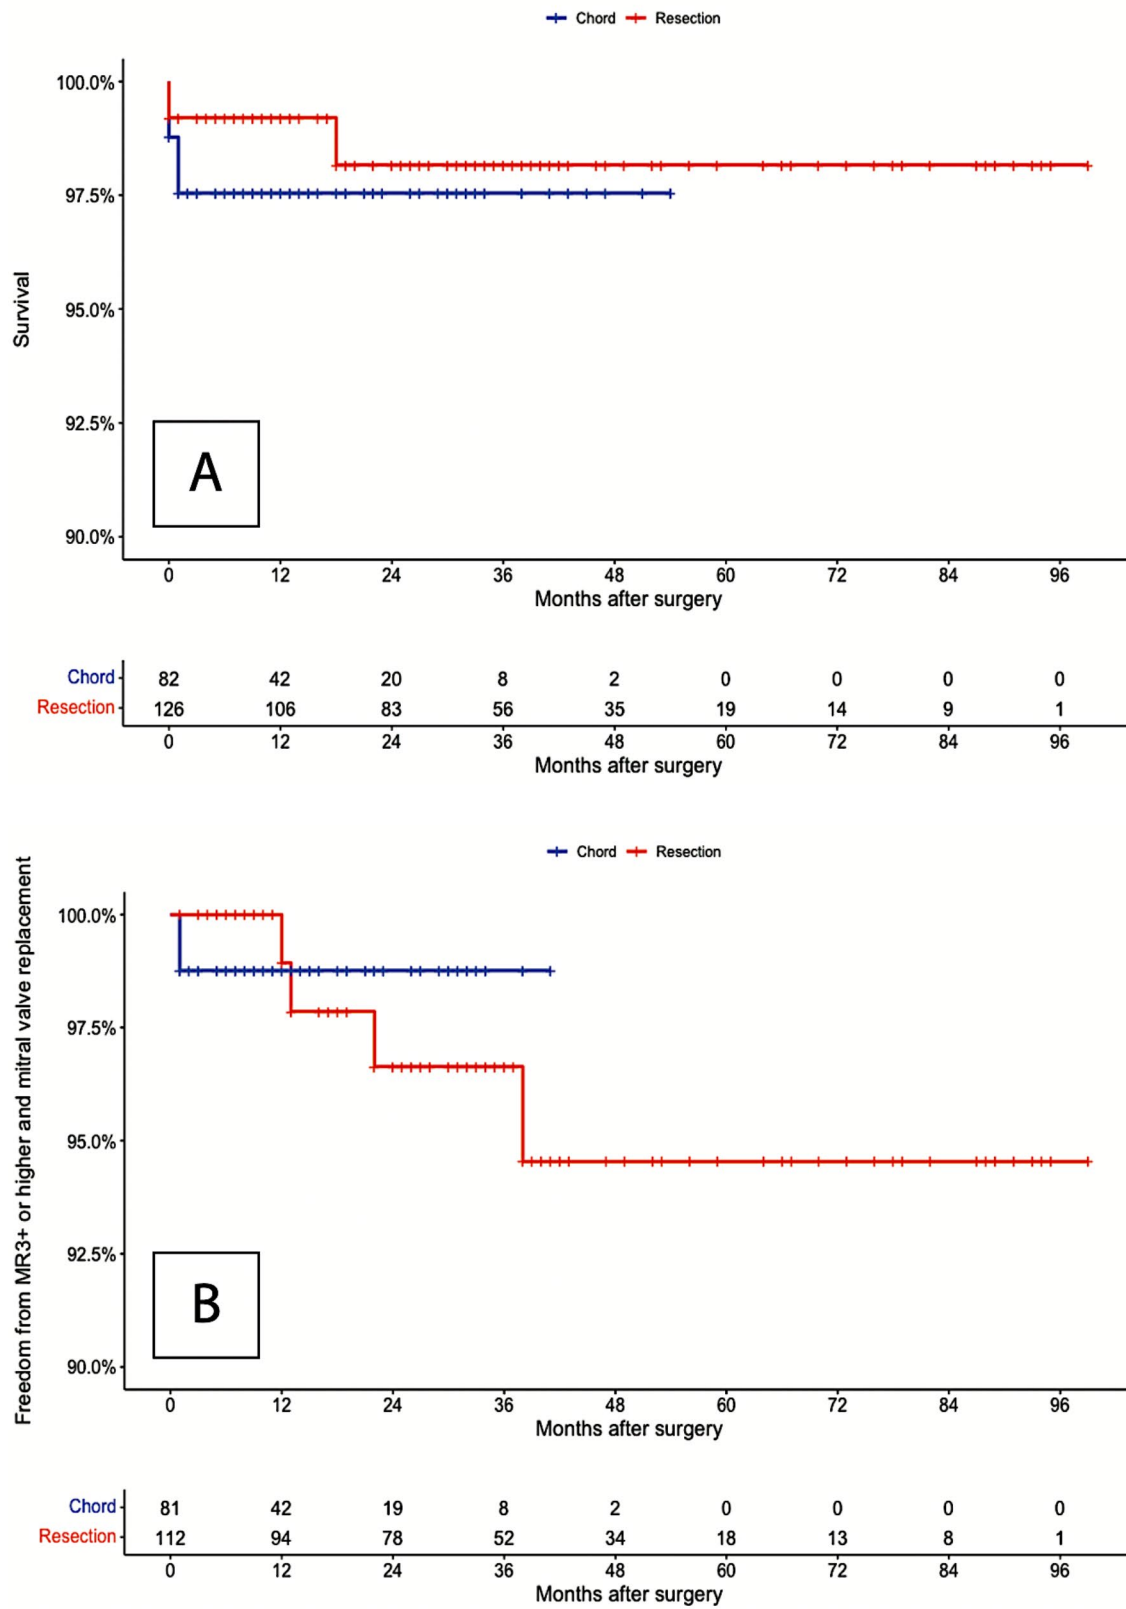 Chord Resection
100.0%
97.5%
95.0%
92.5%
90.0%
Survival
A
0 12 24 36 48 60 72 84 96
Months after surgery
Chord 82 42 20 8 2 0 0 0 0
Resection 126 106 83 56 35 19 14 9 1
0 12 24 36 48 60 72 84 96
Months after surgery
Chord Resection
100.0%
97.5%
95.0%
92.5%
90.0%
Freedom from MR3+ or higher and mitral valve replacement
B
0 12 24 36 48 60 72 84 96
Months after surgery
Chord 81 42 19 8 2 0 0 0 0
Resection 112 94 78 52 34 18 13 8 1
0 12 24 36 48 60 72 84 96
Months after surgery